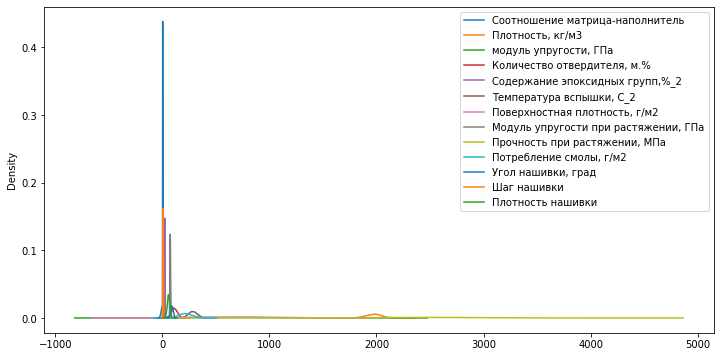 Соотношение матрица-наполнитель
Плотность, кг/м3
модуль упругости, ГПа
Количество отвердителя, м.%
Содержание эпоксидных групп,%_2
Температура вспышки, С_2
Поверхностная плотность, г/м2
Модуль упругости при растяжении, ГПа
Прочность при растяжении, МПа
Потребление смолы, г/м2
Угол нашивки, град
Шаг нашивки
Плотность нашивки
Density
0.4
0.3
0.2
0.1
0.0
−1000 0 1000 2000 3000 4000 5000